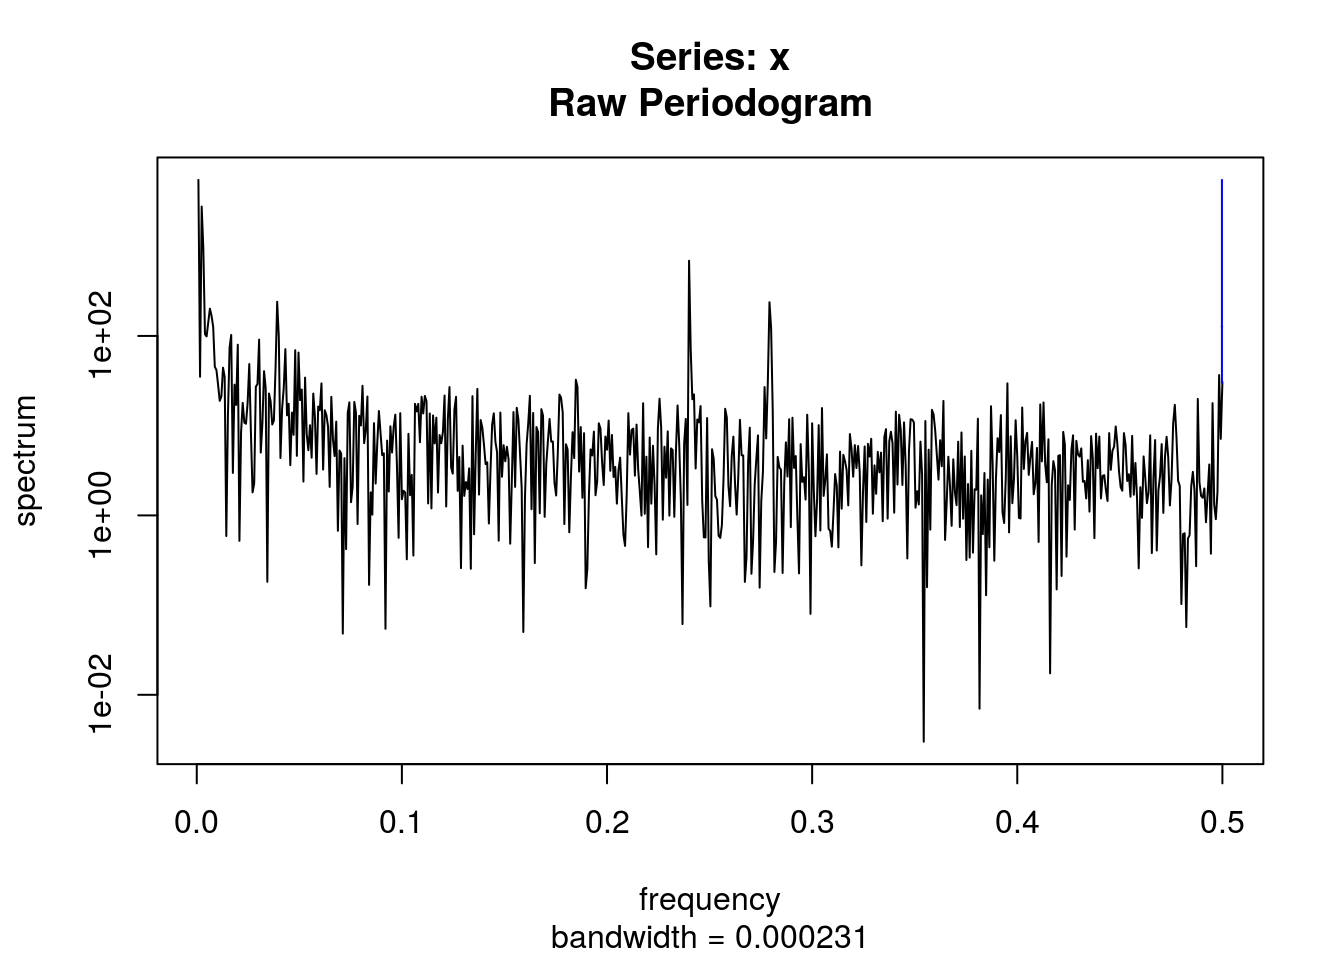 Series: x
Raw Periodogram
spectrum
1e+02
1e+00
1e-02
0.0 0.1 0.2 0.3 0.4 0.5
frequency
bandwidth = 0.000231